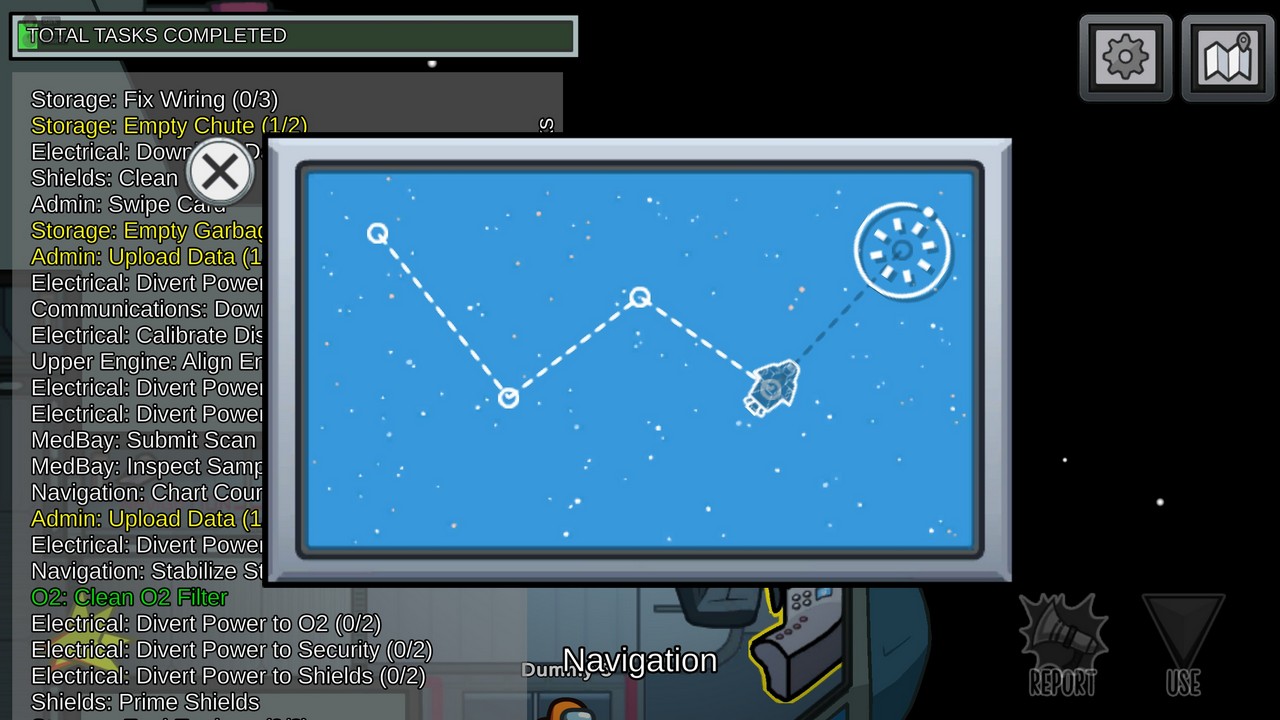 TOTAL TASKS COMPLETED
Storage: Fix Wiring (0/3)
Storage: Empty Chute (1/2)
Electrical: Down
Shields: Clean
Admin: Swipe Card
Storage: Empty Garbag
Admin: Upload Data (1
Electrical: Divert Power
Communications: Down
Electrical: Calibrate Dis
Upper Engine: Align En
Electrical: Divert Power
Electrical: Divert Power
MedBay: Submit Scan
MedBay: Inspect Samp
Navigation: Chart Cour
Admin: Upload Data (1
Electrical: Divert Power
Navigation: Stabilize St
O2: Clean O2 Filter
Electrical: Divert Power to O2 (0/2)
Electrical: Divert Power to Security (0/2)
Electrical: Divert Power to Shields (0/2)
Shields: Prime Shields
Navigation
REPORT
USE